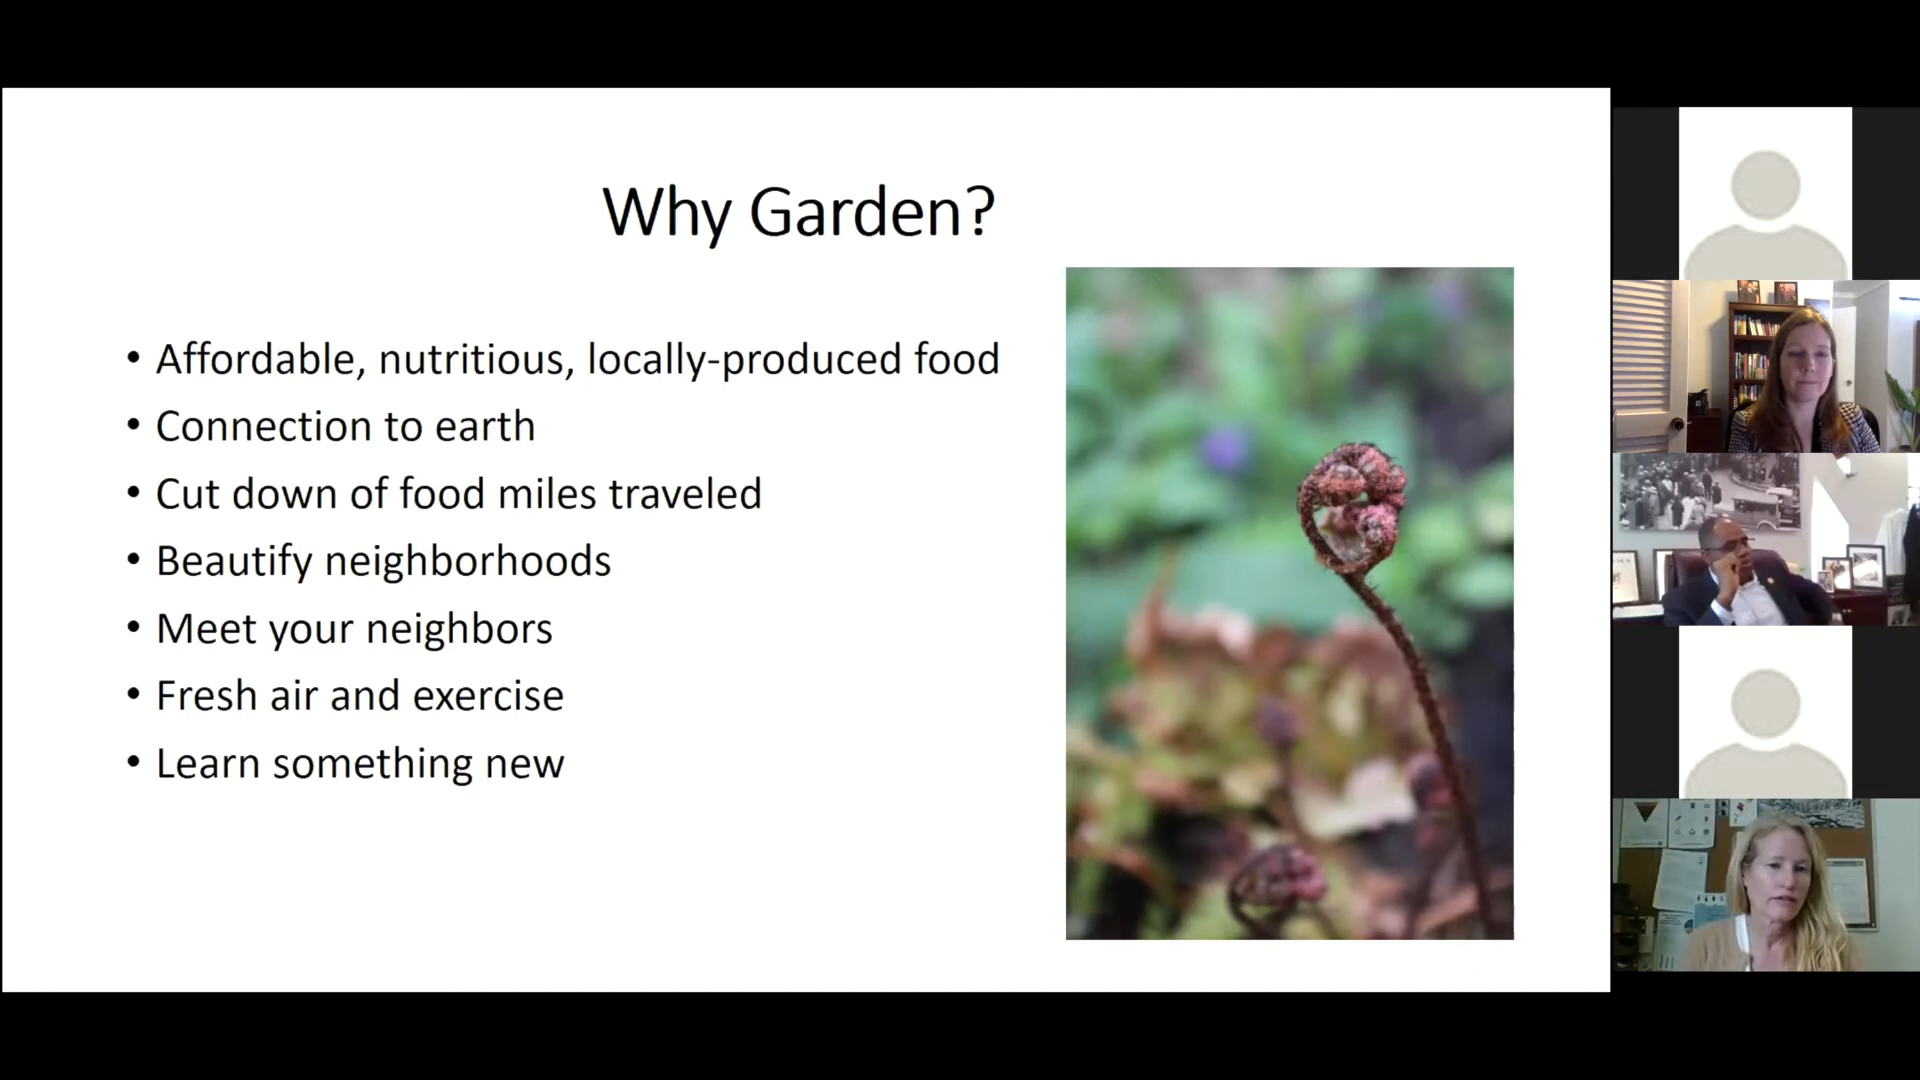 Why Garden?
• Affordable, nutritious, locally-produced food
• Connection to earth
• Cut down of food miles traveled
• Beautify neighborhoods
• Meet your neighbors
• Fresh air and exercise
• Learn something new